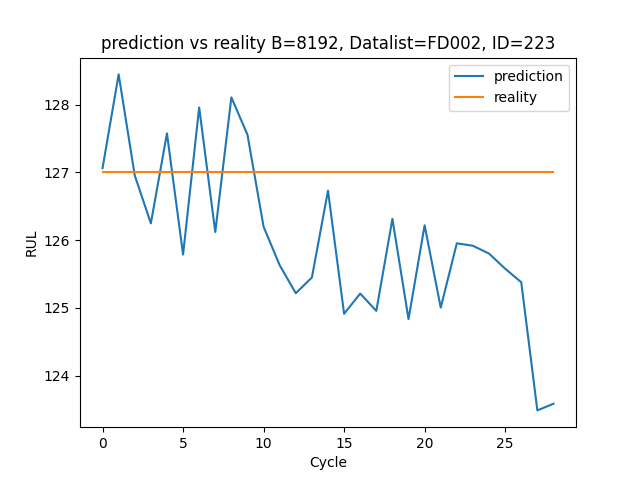 prediction vs reality B=8192, Datalist=FD002, ID=223
prediction
reality
128
127
126
125
124
RUL
0 5 10 15 20 25
Cycle